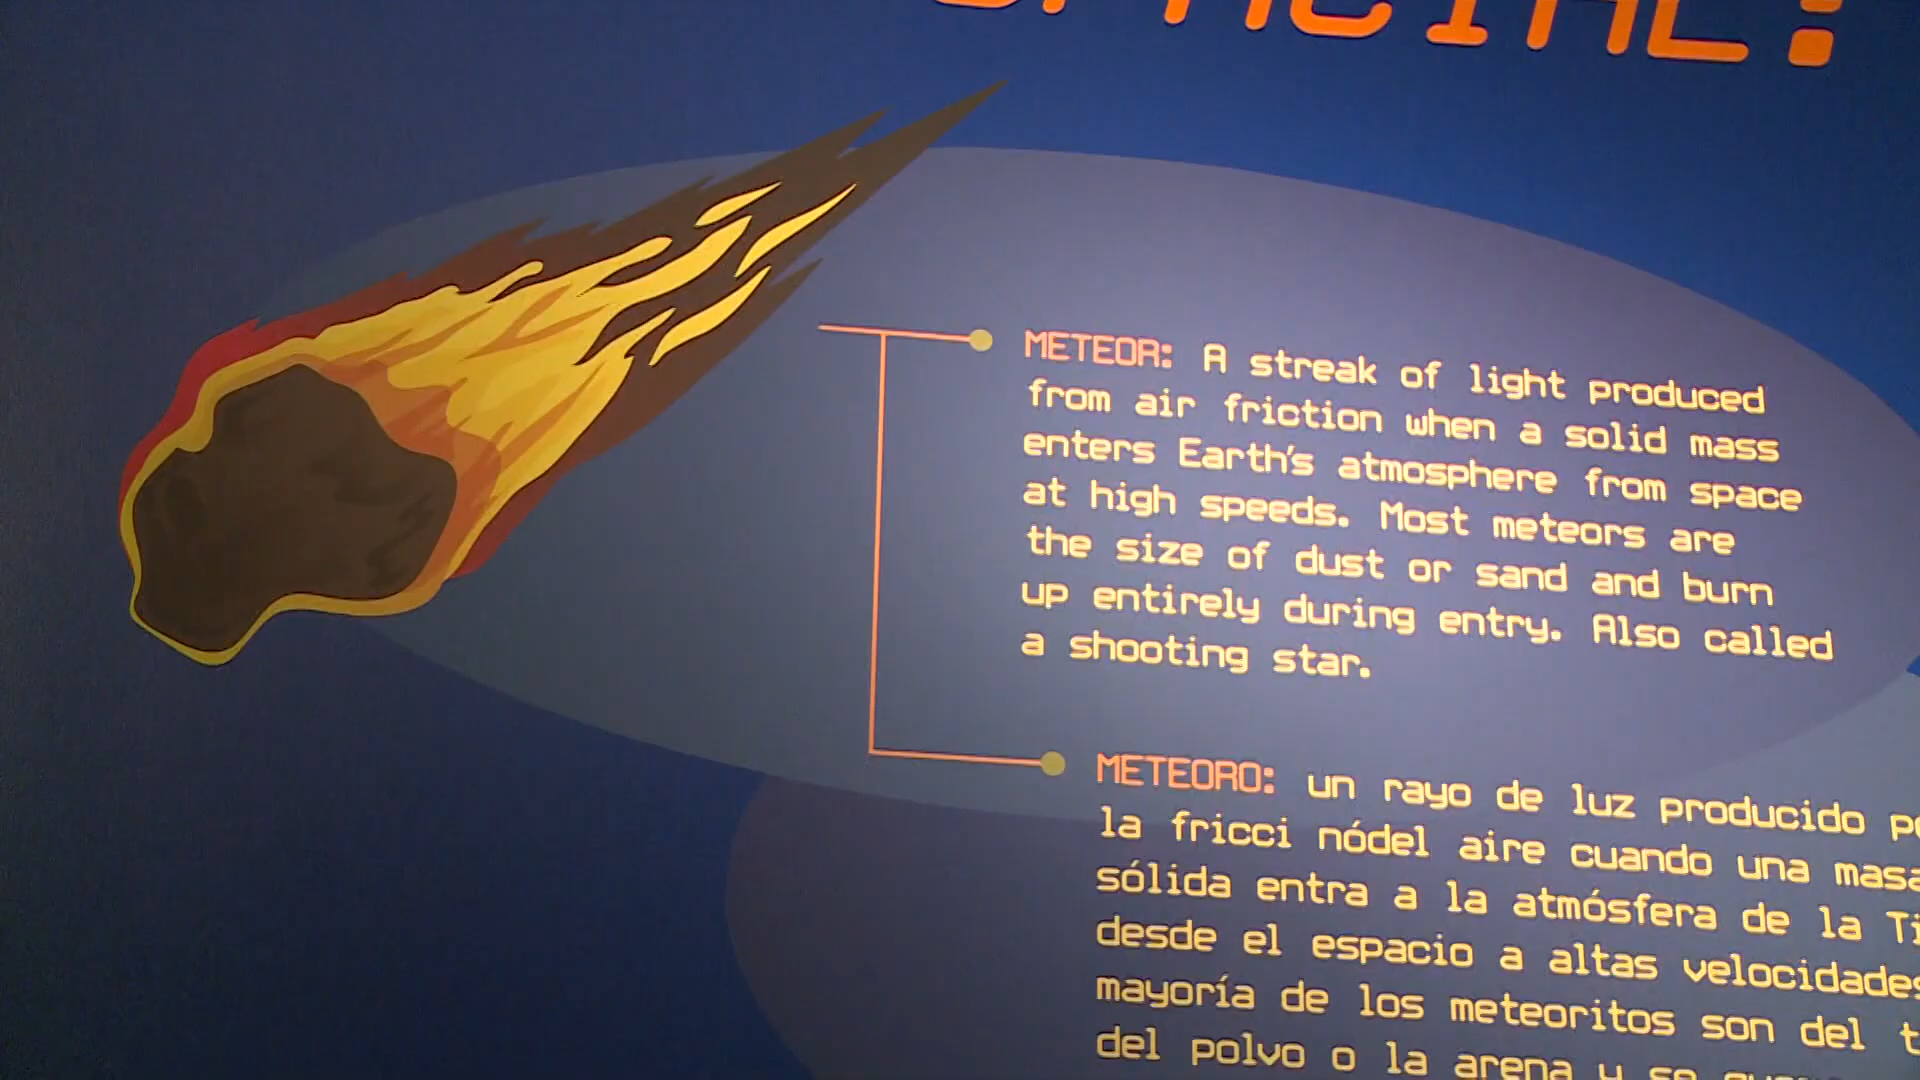 METEOR: A streak of light produced
from air friction when a solid mass
enters Earth's atmosphere from space
at high speeds. Most meteors are
the size of dust or sand and burn
up entirely during entry. Also called
a shooting star.
METEORO: un rayo de luz producido
la fricci nódel aire cuando una masa
sólida entra a la atmósfera de la
desde el espacio a altas velocidades
mayoría de los meteoritos son del
del polvo o la arena y se